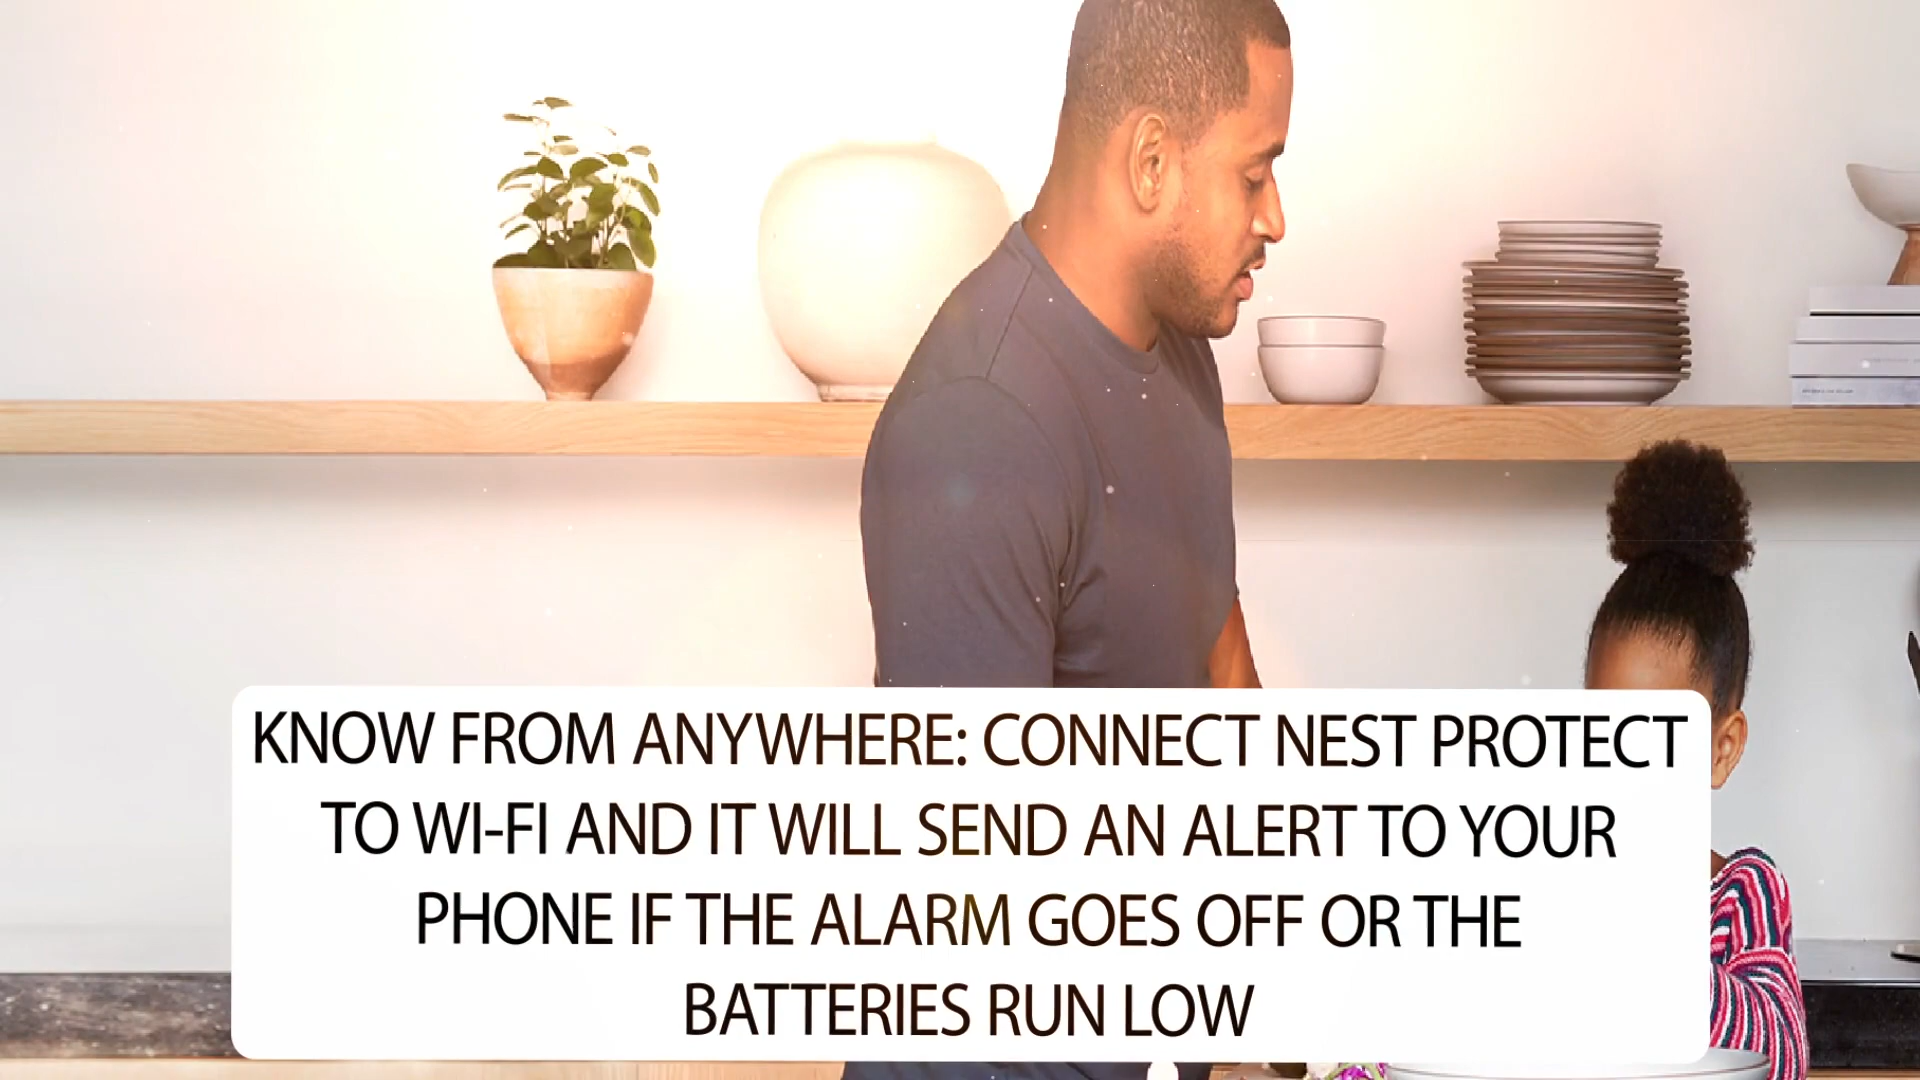 KNOW FROM ANYWHERE: CONNECT NEST PROTECT
TO WI-FI AND IT WILL SEND AN ALERT TO YOUR
PHONE IF THE ALARM GOES OFF OR THE
BATTERIES RUN LOW